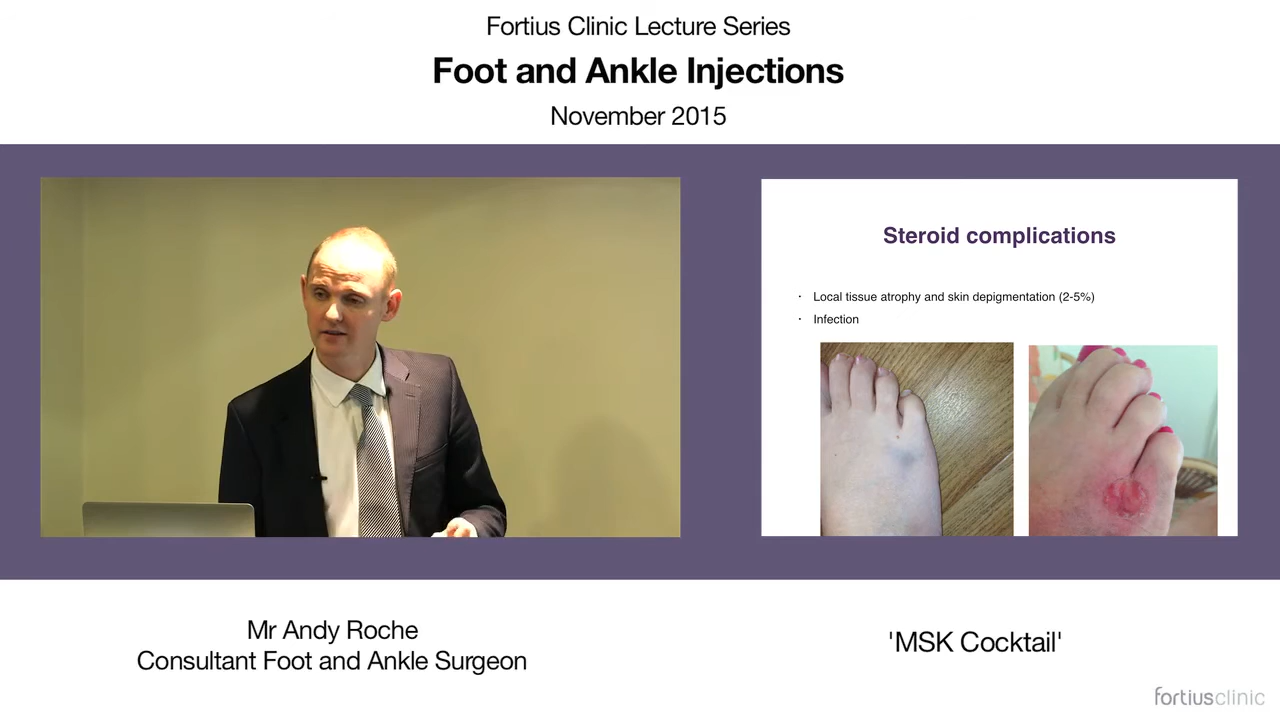 Fortius Clinic Lecture Series
Foot and Ankle Injections
November 2015
Steroid complications
· Local tissue atrophy and skin depigmentation (2-5%)
· Infection
Mr Andy Roche
Consultant Foot and Ankle Surgeon
'MSK Cocktail'
fortiusclinic